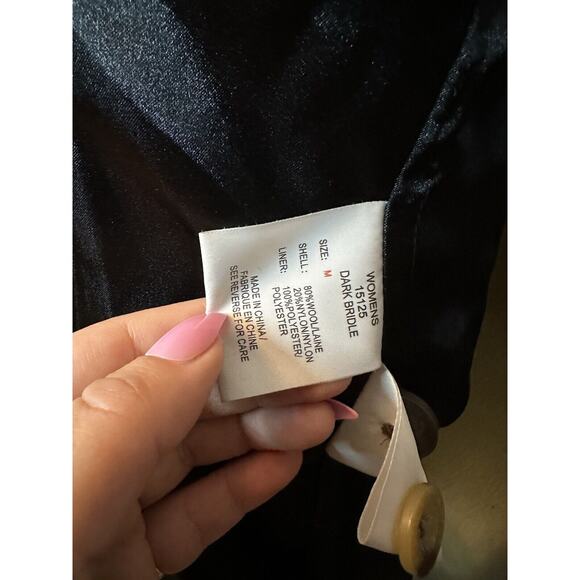 WOMENS
15125
DARK BRIDLE
SIZE: M
SHELL: 80%WOOL/LAINE
20%NYLON/NYLON
LINER: 100%POLYESTER/
POLYESTER
MADE IN CHINA/
FABRIQUE EN CHINE
SEE REVERSE FOR CARE